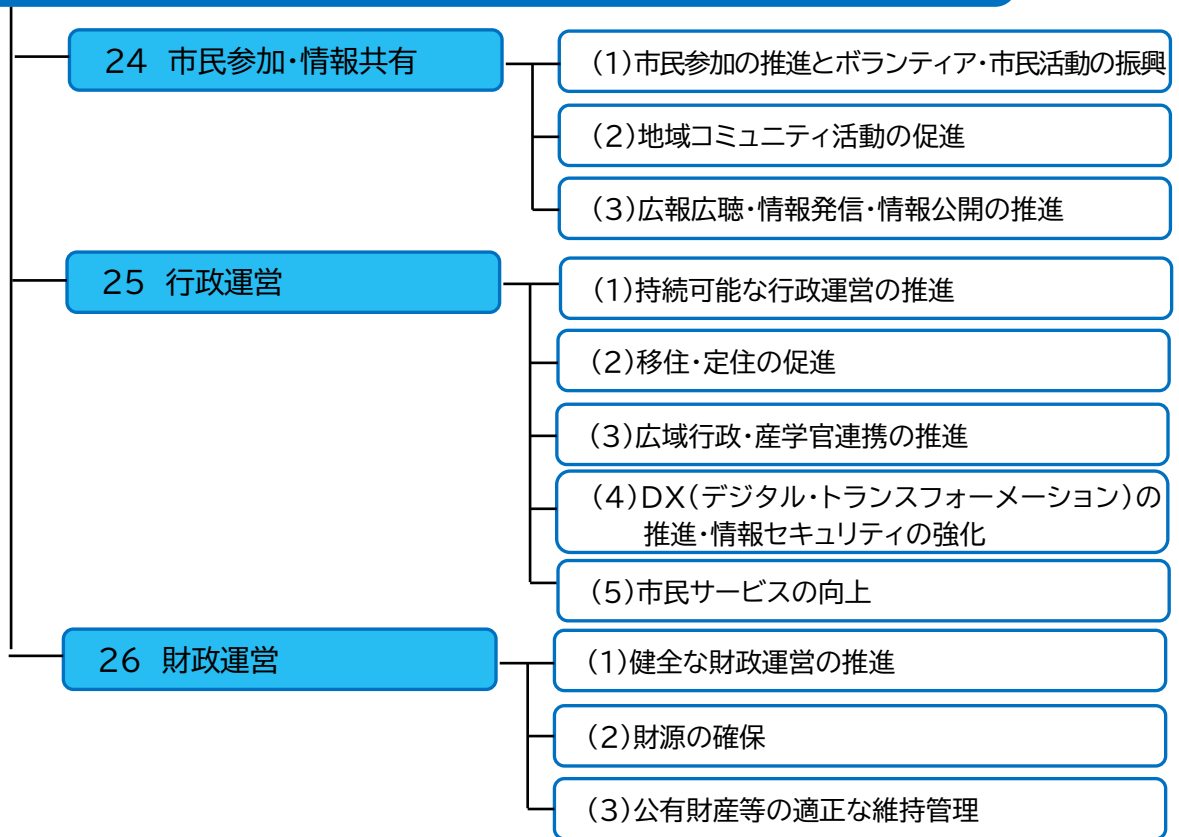 24 市民参加・情報共有
(1)市民参加の推進とボランティア・市民活動の振興
(2)地域コミュニティ活動の促進
(3)広報広聴・情報発信・情報公開の推進
25 行政運営
(1)持続可能な行政運営の推進
(2)移住・定住の促進
(3)広域行政・産学官連携の推進
(4)DX(デジタル・トランスフォーメーション)の
推進・情報セキュリティの強化
(5)市民サービスの向上
26 財政運営
(1)健全な財政運営の推進
(2)財源の確保
(3)公有財産等の適正な維持管理